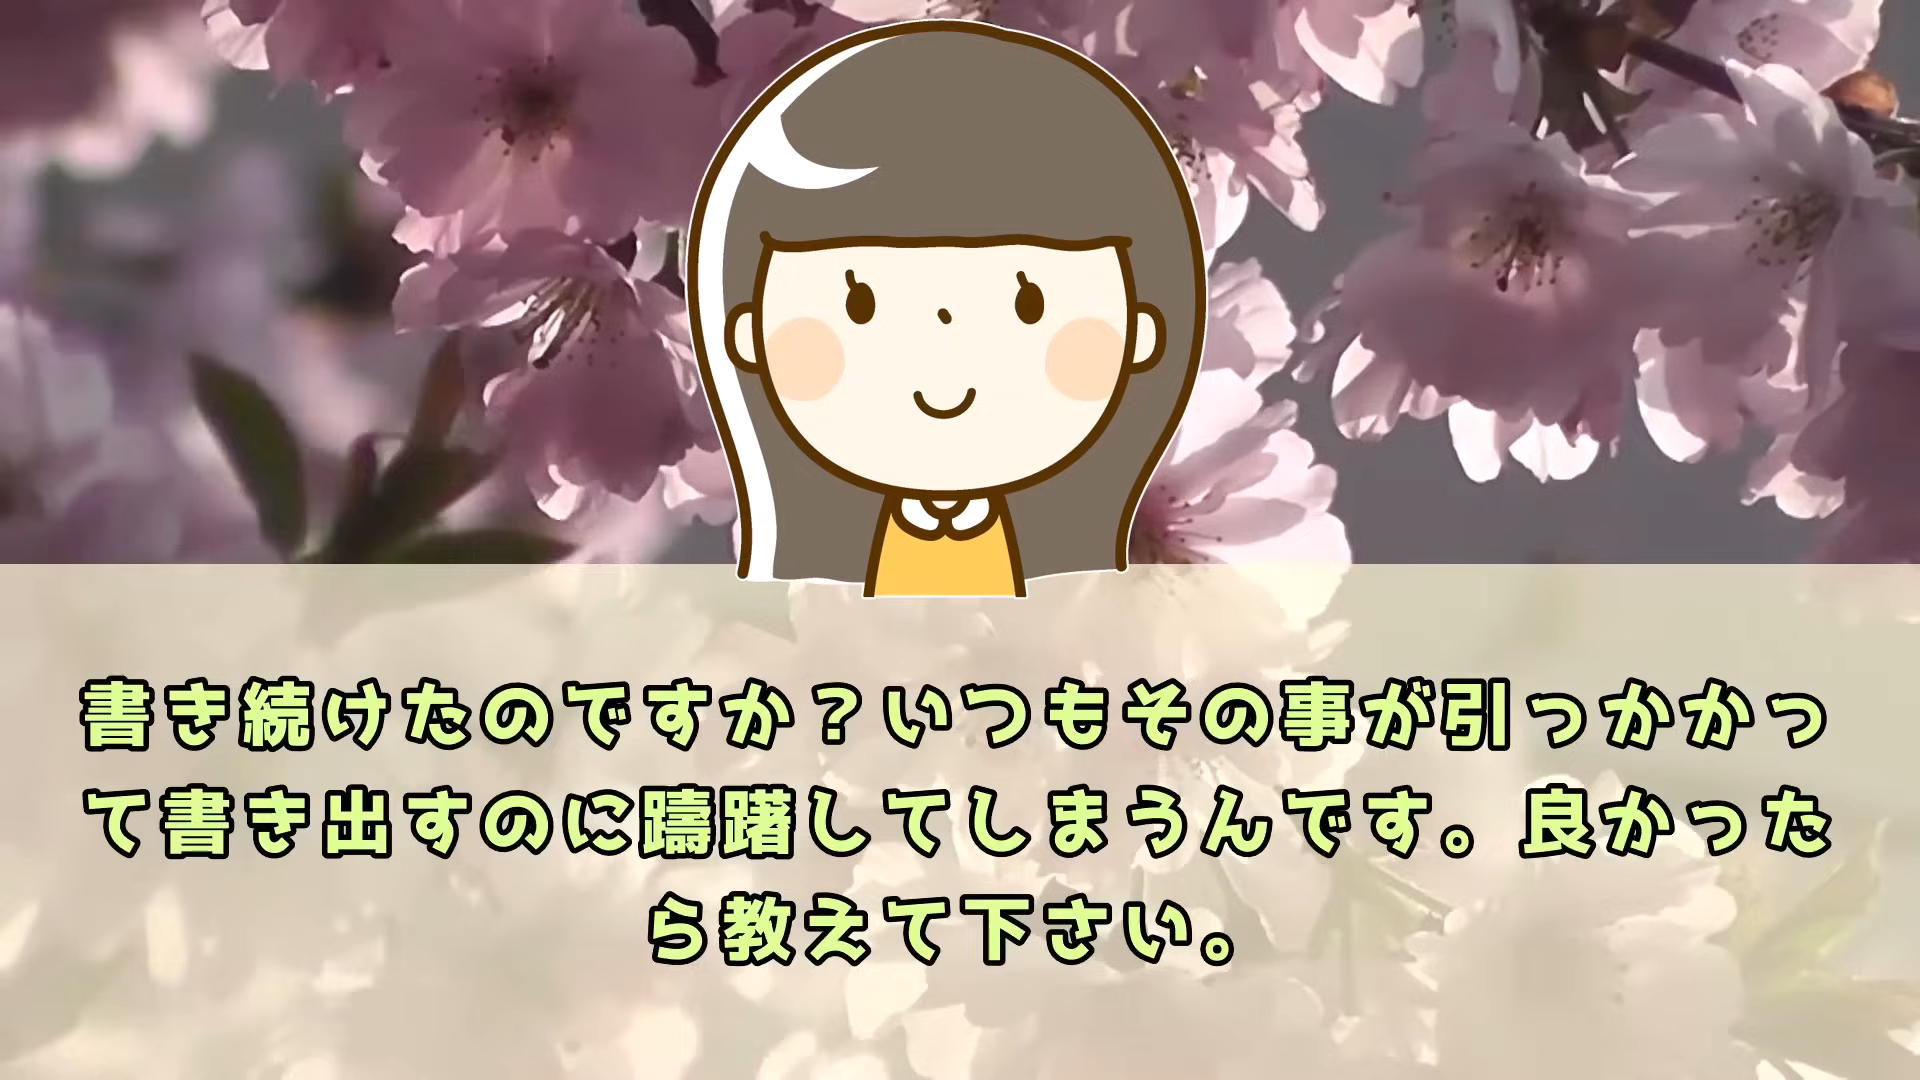 書き続けたのですか？いつもその事が引っかかっ
て書き出すのに躊躇してしまうんです。良かった
ら教えて下さい。